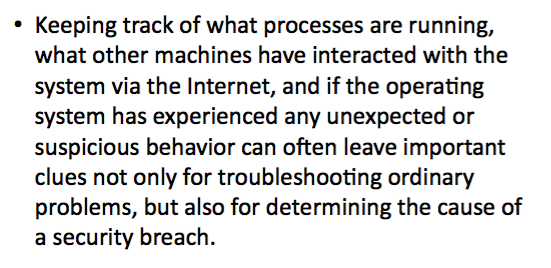 • Keeping track of what processes are running,
what other machines have interacted with the
system via the Internet, and if the operating
system has experienced any unexpected or
suspicious behavior can often leave important
clues not only for troubleshooting ordinary
problems, but also for determining the cause of
a security breach.